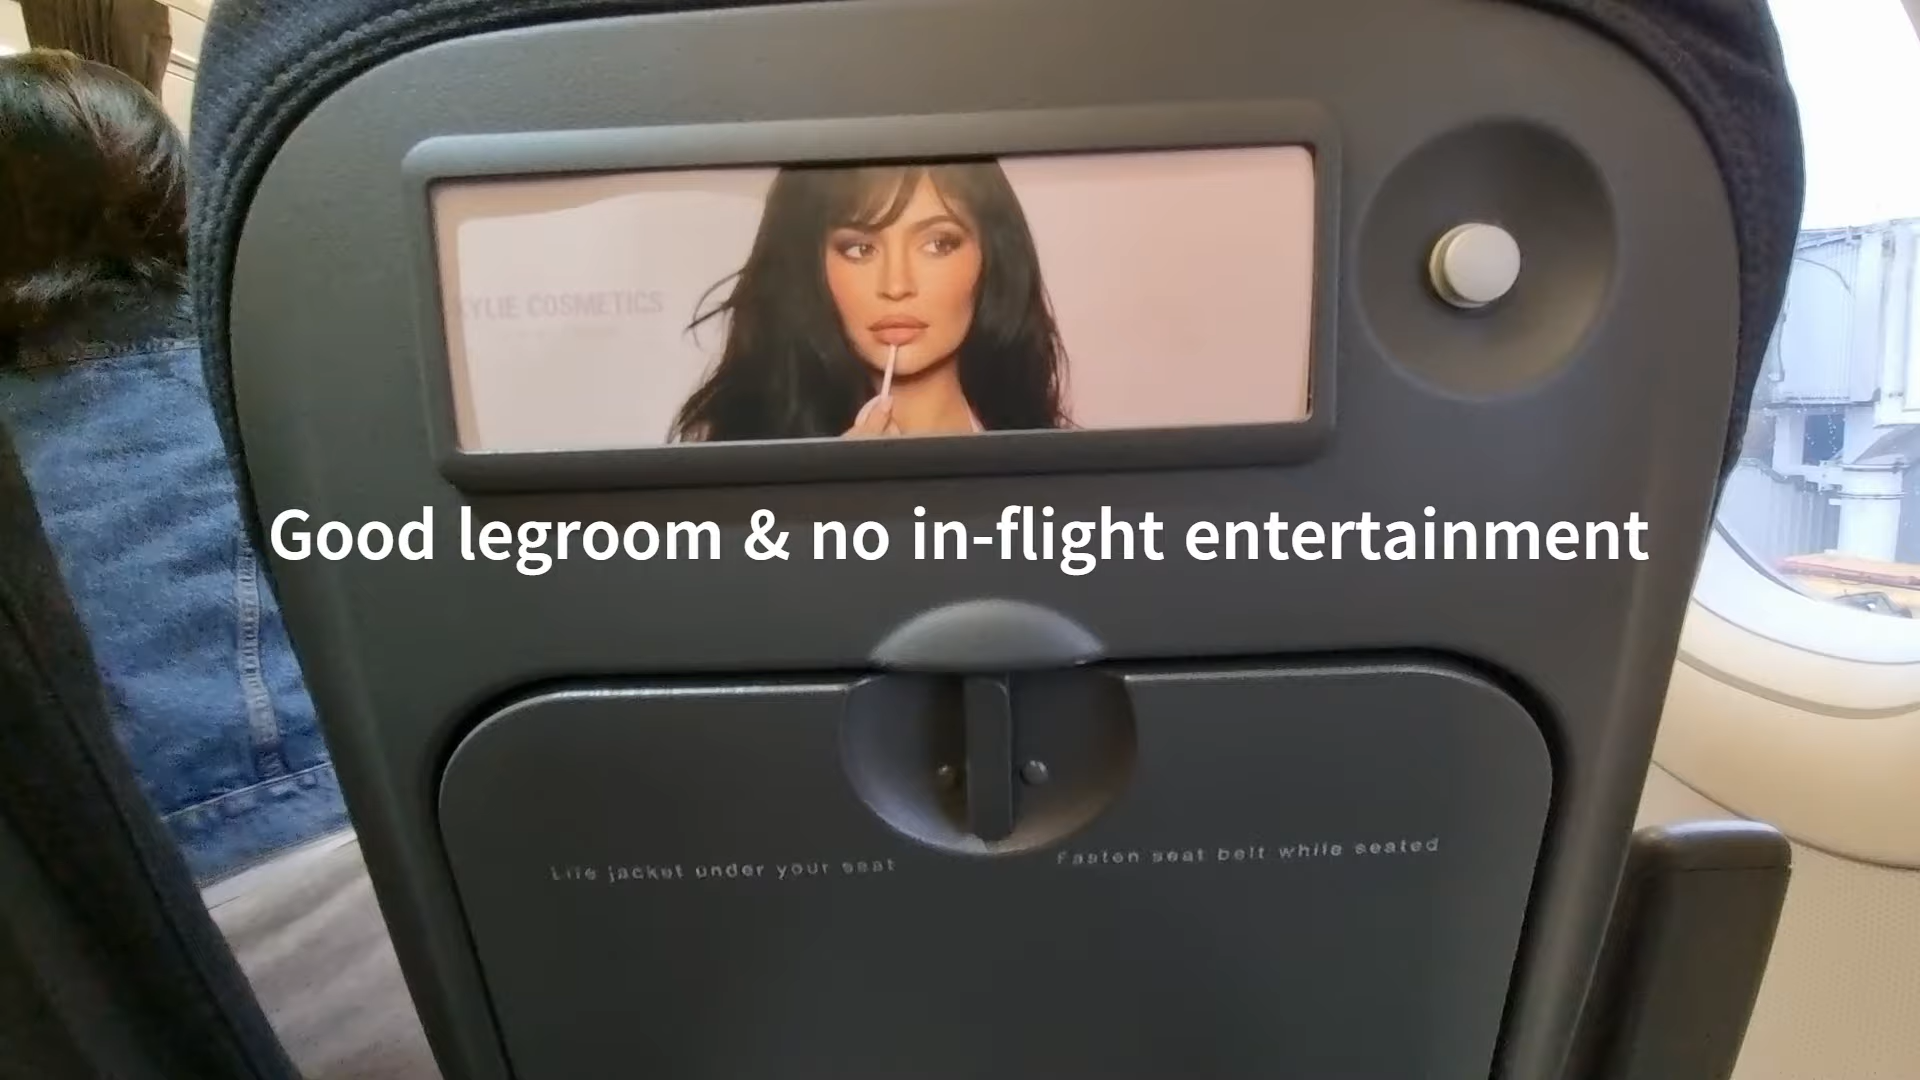 KYLIE COSMETICS
Good legroom & no in-flight entertainment
Life jacket under your seat
Fasten seat belt while seated